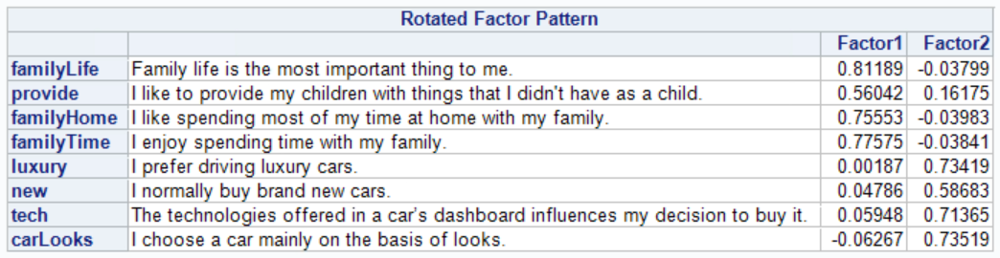 Rotated Factor Pattern
Factor1 Factor2
familyLife Family life is the most important thing to me. 0.81189 -0.03799
provide I like to provide my children with things that I didn't have as a child. 0.56042 0.16175
familyHome I like spending most of my time at home with my family. 0.75553 -0.03983
familyTime I enjoy spending time with my family. 0.77575 -0.03841
luxury I prefer driving luxury cars. 0.00187 0.73419
new I normally buy brand new cars. 0.04786 0.58683
tech The technologies offered in a car's dashboard influences my decision to buy it. 0.05948 0.71365
carLooks I choose a car mainly on the basis of looks. -0.06267 0.73519